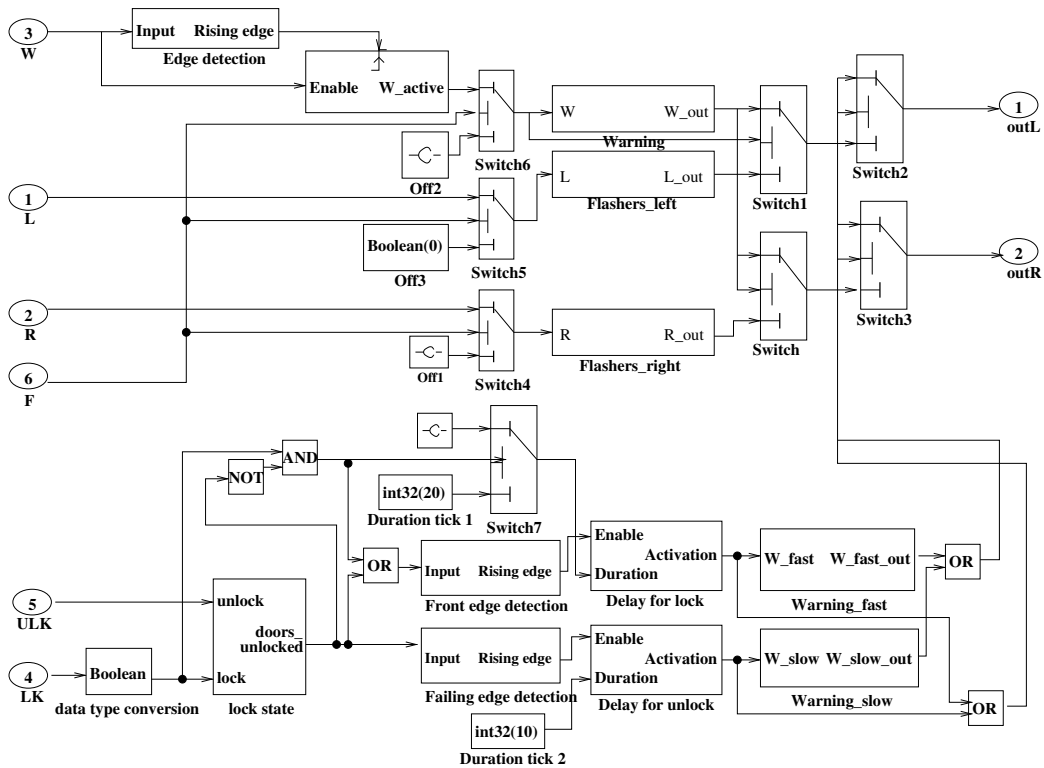 3
W
Input Rising edge
Edge detection
Enable W_active
Switch6
Off2
W W_out
Warning
Switch1
Switch2
1
outL
1
L
Boolean(0)
Off3
Switch5
L L_out
Flashers_left
Switch
Switch3
2
outR
2
R
Off1
Switch4
R R_out
Flashers_right
6
F
NOT
AND
int32(20)
Duration tick 1
Switch7
OR
Input Rising edge
Front edge detection
Enable
Activation
Duration
Delay for lock
W_fast W_fast_out
Warning_fast
OR
5
ULK
unlock
doors_
unlocked
lock
lock state
4
LK
Boolean
data type conversion
Input Rising edge
Failing edge detection
int32(10)
Duration tick 2
Enable
Activation
Duration
Delay for unlock
W_slow W_slow_out
Warning_slow
OR